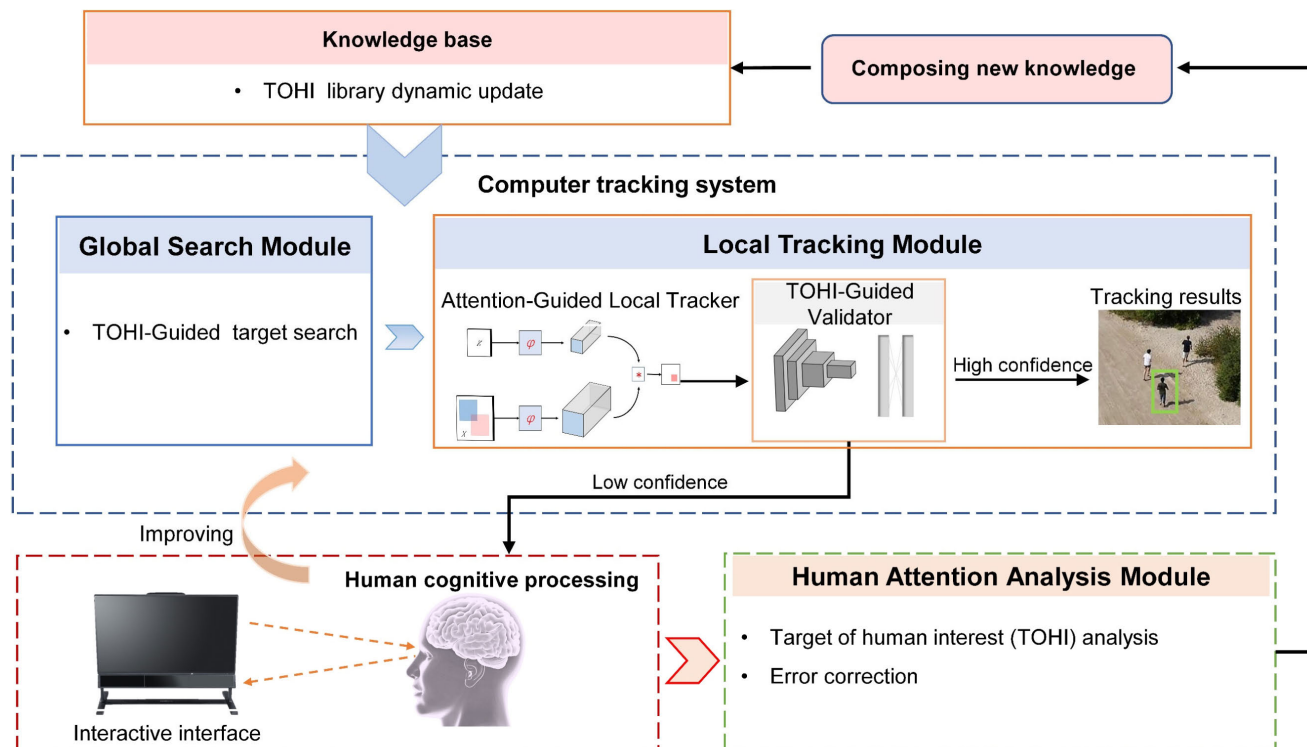 Knowledge base
• TOHI library dynamic update
Composing new knowledge
Computer tracking system
Global Search Module
• TOHI-Guided target search
Local Tracking Module
Attention-Guided Local Tracker
z
φ
*
x
φ
TOHI-Guided
Validator
High confidence
Tracking results
Low confidence
Improving
Human cognitive processing
Interactive interface
Human Attention Analysis Module
• Target of human interest (TOHI) analysis
• Error correction